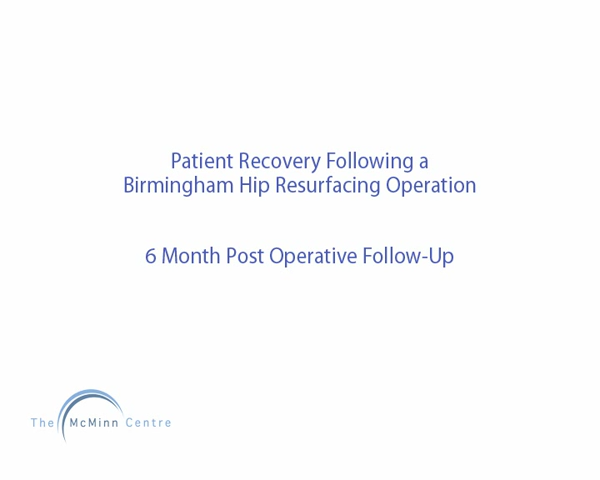 Patient Recovery Following a
Birmingham Hip Resurfacing Operation
6 Month Post Operative Follow-Up
The McMinn Centre